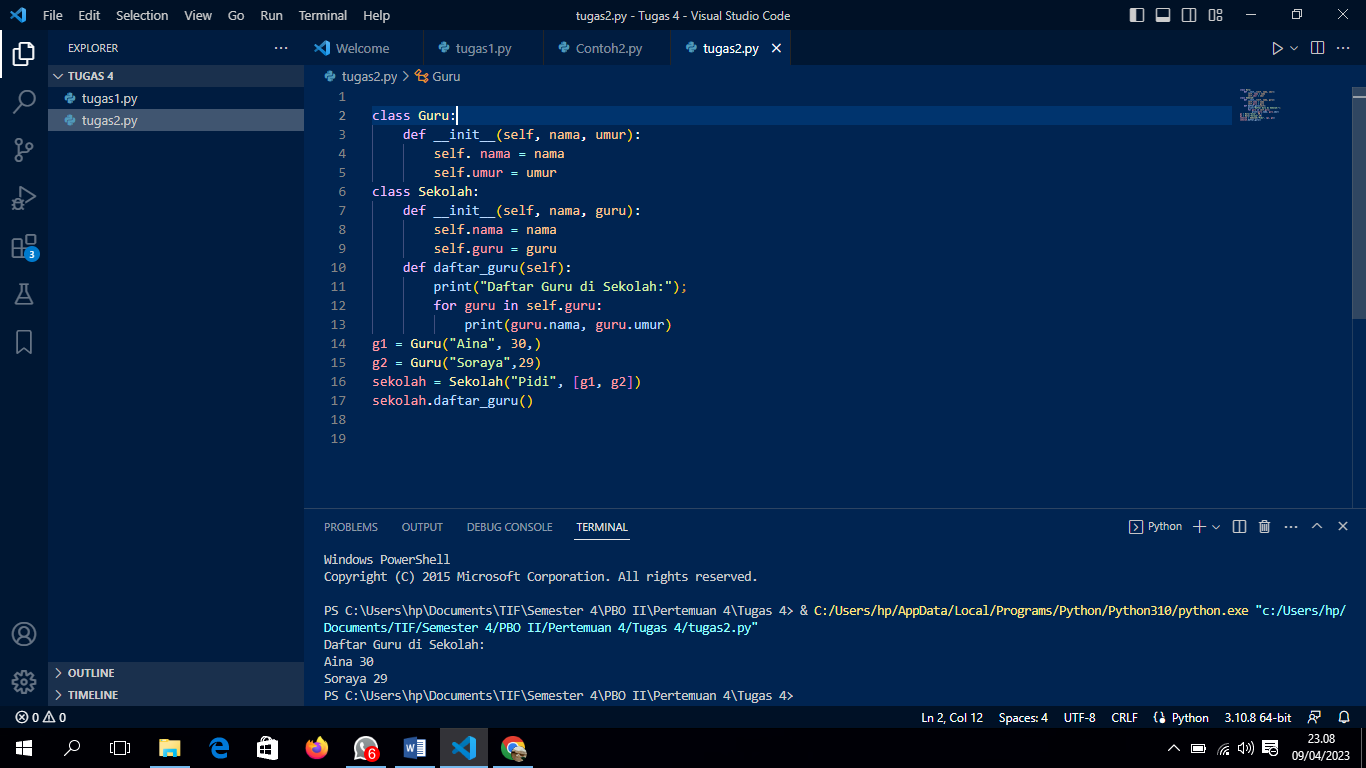 File Edit Selection View Go Run Terminal Help tugas2.py - Tugas 4 - Visual Studio Code
EXPLORER
TUGAS 4
tugas1.py
tugas2.py
OUTLINE
TIMELINE
3
Welcome tugas1.py Contoh2.py tugas2.py
tugas2.py > Guru
1
2 class Guru:
3     def __init__(self, nama, umur):
4         self. nama = nama
5         self.umur = umur
6 class Sekolah:
7     def __init__(self, nama, guru):
8         self.nama = nama
9         self.guru = guru
10     def daftar_guru(self):
11         print("Daftar Guru di Sekolah:");
12         for guru in self.guru:
13             print(guru.nama, guru.umur)
14 g1 = Guru("Aina", 30,)
15 g2 = Guru("Soraya",29)
16 sekolah = Sekolah("Pidi", [g1, g2])
17 sekolah.daftar_guru()
18
19
PROBLEMS OUTPUT DEBUG CONSOLE TERMINAL Python
Windows PowerShell
Copyright (C) 2015 Microsoft Corporation. All rights reserved.
PS C:\Users\hp\Documents\TIF\Semester 4\PBO II\Pertemuan 4\Tugas 4> & C:/Users/hp/AppData/Local/Programs/Python/Python310/python.exe "c:/Users/hp/
Documents/TIF/Semester 4/PBO II/Pertemuan 4/Tugas 4/tugas2.py"
Daftar Guru di Sekolah:
Aina 30
Soraya 29
PS C:\Users\hp\Documents\TIF\Semester 4\PBO II\Pertemuan 4\Tugas 4>
0 0 Ln 2, Col 12 Spaces: 4 UTF-8 CRLF Python 3.10.8 64-bit
6
23.08
09/04/2023